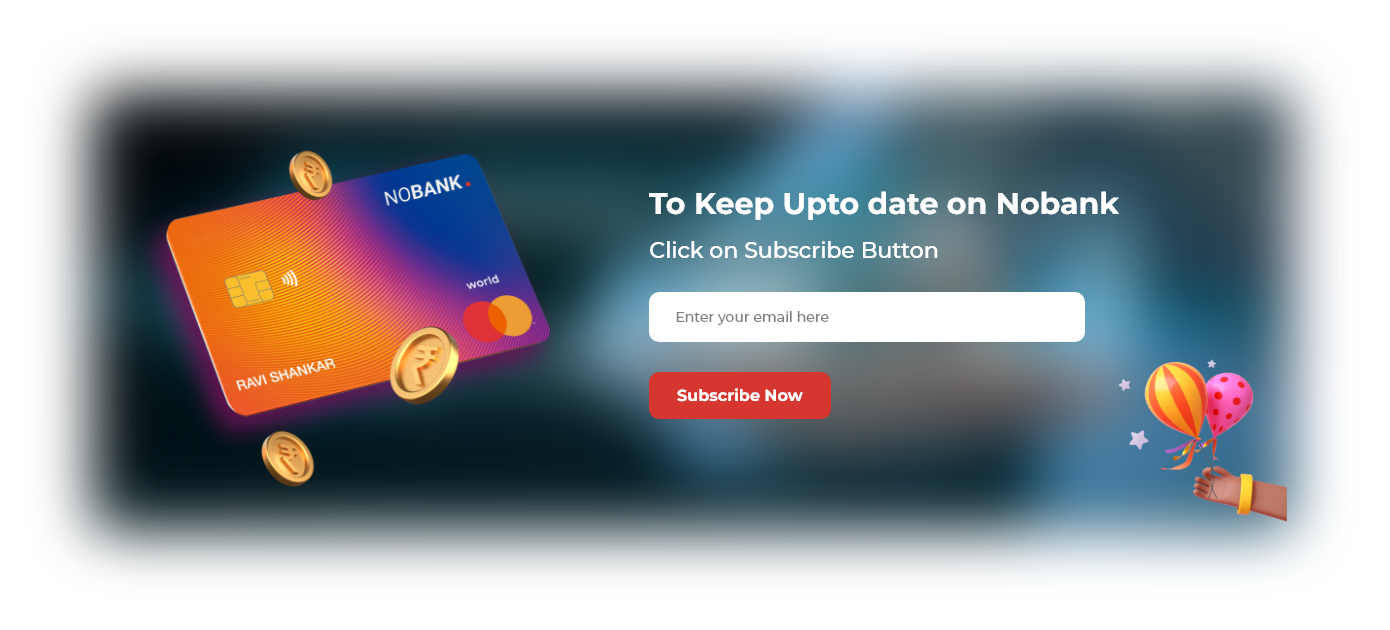 NOBANK.
world
RAVI SHANKAR
To Keep Upto date on Nobank
Click on Subscribe Button
Enter your email here
Subscribe Now